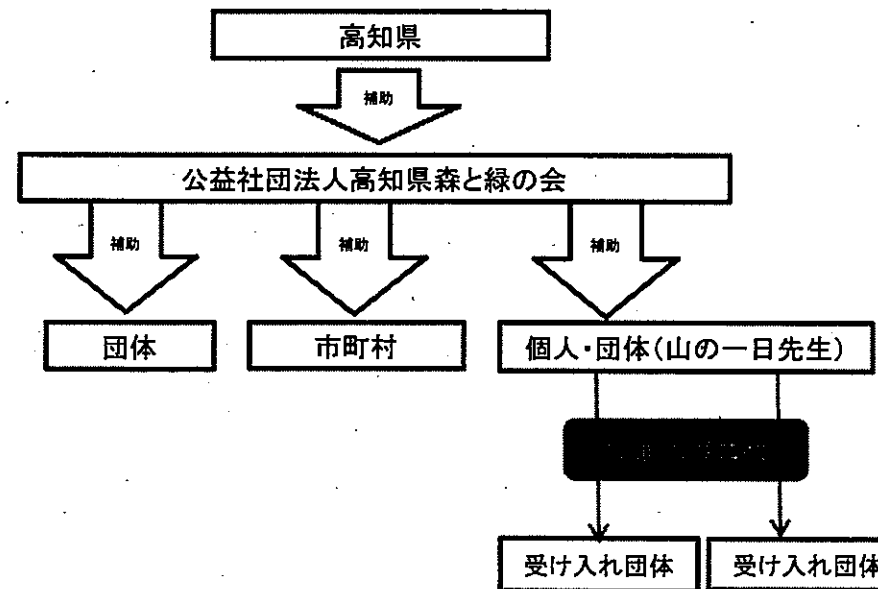 高知県
補助
公益社団法人高知県森と緑の会
補助
補助
補助
団体
市町村
個人・団体(山の一日先生)
受け入れ団体
受け入れ団体